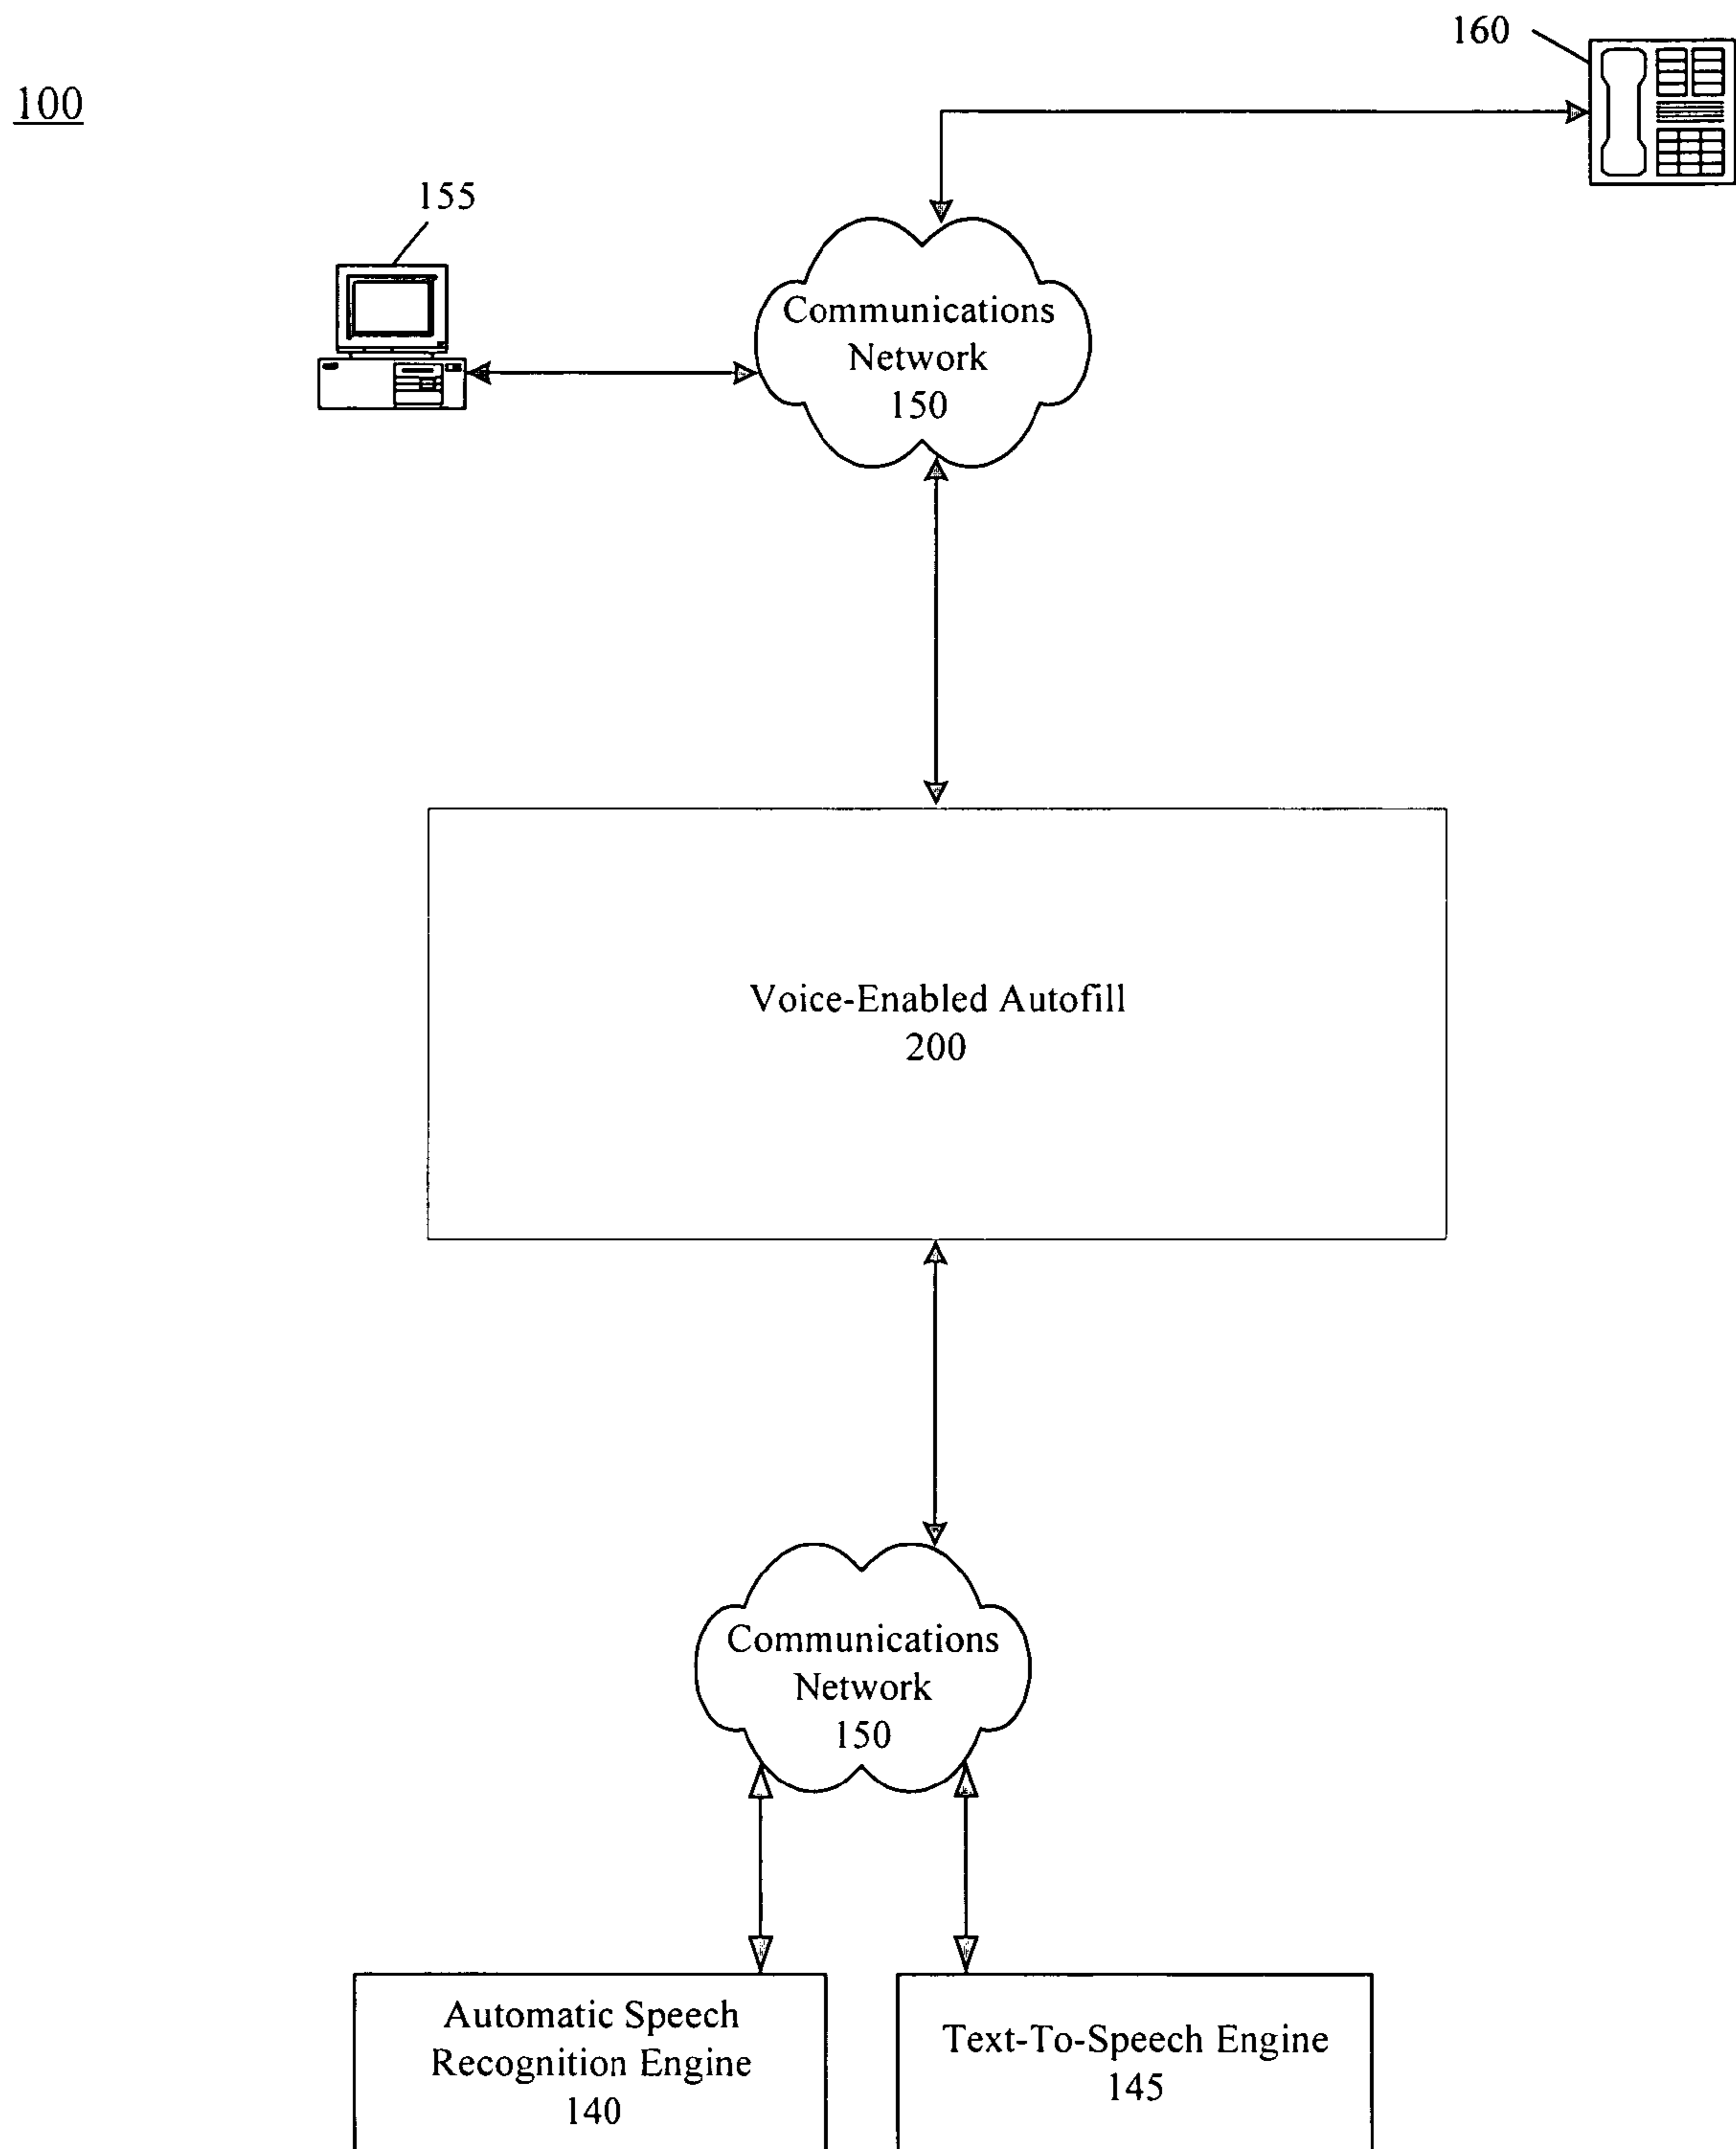 160
100
155
Communications
Network
150
Voice-Enabled Autofill
200
Communications
Network
150
Automatic Speech
Recognition Engine
140
Text-To-Speech Engine
145